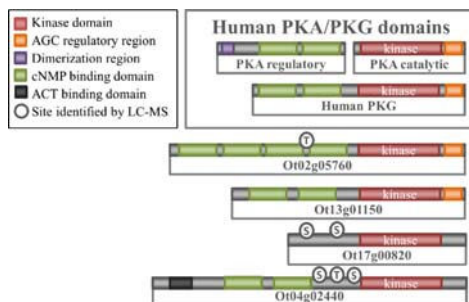 Kinase domain
AGC regulatory region
Dimerization region
cNMP binding domain
ACT binding domain
Site identified by LC-MS
Human PKA/PKG domains
kinase
PKA regulatory
PKA catalytic
kinase
Human PKG
T
kinase
Ot02g05760
kinase
Ot13g01150
S S
kinase
Ot17g00820
S T S
kinase
Ot04g02440